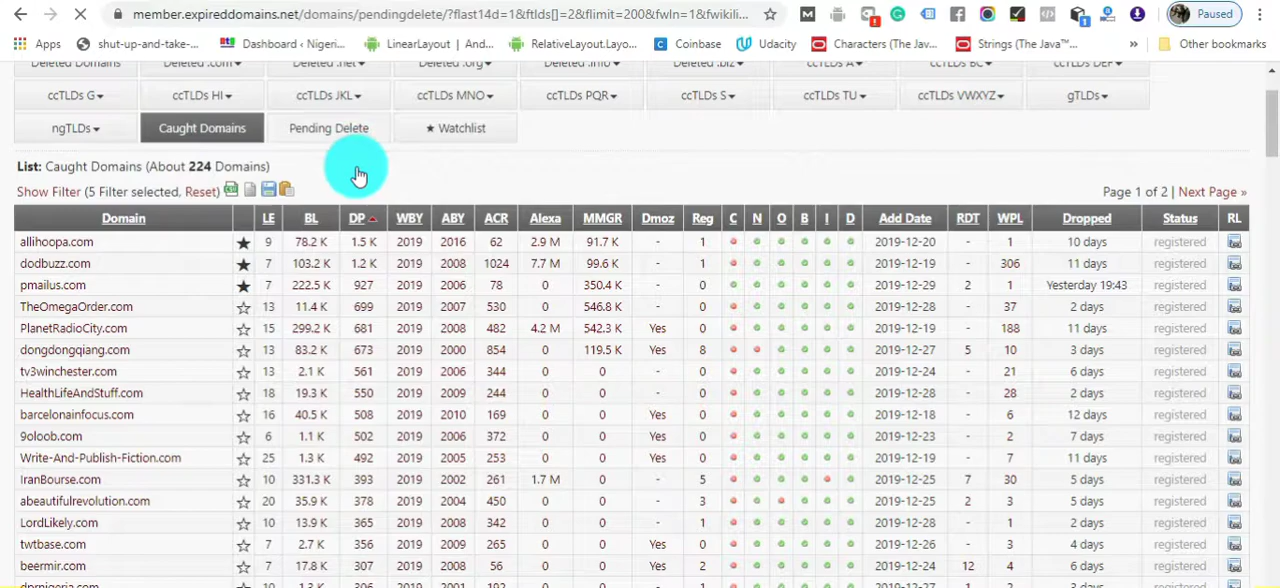 member.expireddomains.net/domains/pendingdelete/?flast14d=1&ftlds[]=2&flimit=200&fwln=1&fwikili... Paused
Apps shut-up-and-take-... Dashboard ‹ Nigeri... LinearLayout | And... RelativeLayout.Layo... Coinbase Udacity Characters (The Jav... Strings (The Java™... » Other bookmarks
Deleted Domains Deleted .com Deleted .net Deleted .org Deleted .info Deleted .biz ccTLDs A ccTLDs BC ccTLDs DEF
ccTLDs G ccTLDs HI ccTLDs JKL ccTLDs MNO ccTLDs PQR ccTLDs S ccTLDs TU ccTLDs VWXYZ gTLDs
ngTLDs Caught Domains Pending Delete ★ Watchlist
List: Caught Domains (About 224 Domains)
Show Filter (5 Filter selected, Reset) Page 1 of 2 | Next Page »
Domain LE BL DP WBY ABY ACR Alexa MMGR Dmoz Reg C N O B I D Add Date RDT WPL Dropped Status RL
allihoopa.com 9 78.2 K 1.5 K 2019 2016 62 2.9 M 91.7 K - 1 2019-12-20 - 1 10 days registered
dodbuzz.com 7 103.2 K 1.2 K 2019 2008 1024 7.7 M 99.6 K - 1 2019-12-19 - 306 11 days registered
pmailus.com 7 222.5 K 927 2019 2006 78 0 350.4 K - 0 2019-12-29 2 1 Yesterday 19:43 registered
TheOmegaOrder.com 13 11.4 K 699 2019 2007 530 0 546.8 K - 0 2019-12-28 - 37 2 days registered
PlanetRadioCity.com 15 299.2 K 681 2019 2008 482 4.2 M 542.3 K Yes 0 2019-12-19 - 188 11 days registered
dongdongqiang.com 13 83.2 K 673 2019 2000 854 0 119.5 K Yes 8 2019-12-27 5 10 3 days registered
tv3winchester.com 13 2.1 K 561 2019 2006 344 0 0 - 0 2019-12-24 - 21 6 days registered
HealthLifeAndStuff.com 18 19.3 K 550 2019 2009 244 0 0 - 0 2019-12-28 - 28 2 days registered
barcelonainfocus.com 16 40.5 K 508 2019 2010 169 0 0 Yes 0 2019-12-18 - 6 12 days registered
9oloob.com 6 1.1 K 502 2019 2006 372 0 0 Yes 0 2019-12-23 - 2 7 days registered
Write-And-Publish-Fiction.com 25 1.3 K 492 2019 2005 253 0 0 Yes 0 2019-12-19 - 7 11 days registered
IranBourse.com 10 331.3 K 393 2019 2002 261 1.7 M 0 - 5 2019-12-25 7 30 5 days registered
abeautifulrevolution.com 20 35.9 K 378 2019 2004 450 0 0 - 3 2019-12-25 2 3 5 days registered
LordLikely.com 10 13.9 K 365 2019 2008 342 0 0 - 1 2019-12-28 - 1 2 days registered
twtbase.com 7 2.7 K 356 2019 2009 265 0 0 Yes 0 2019-12-26 - 3 4 days registered
beermir.com 7 17.8 K 307 2019 2008 56 0 0 Yes 2 2019-12-24 12 4 6 days registered